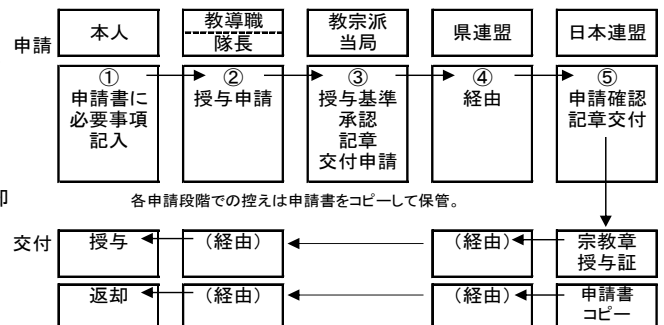 申請
本人
教導職
隊長
教宗派
当局
県連盟
日本連盟
①
申請書に
必要事項
記入
②
授与申請
③
授与基準
承認
記章
交付申請
④
経由
⑤
申請確認
記章交付
各申請段階での控えは申請書をコピーして保管。
交付
授与
(経由)
(経由)
宗教章
授与証
返却
(経由)
(経由)
申請書
コピー